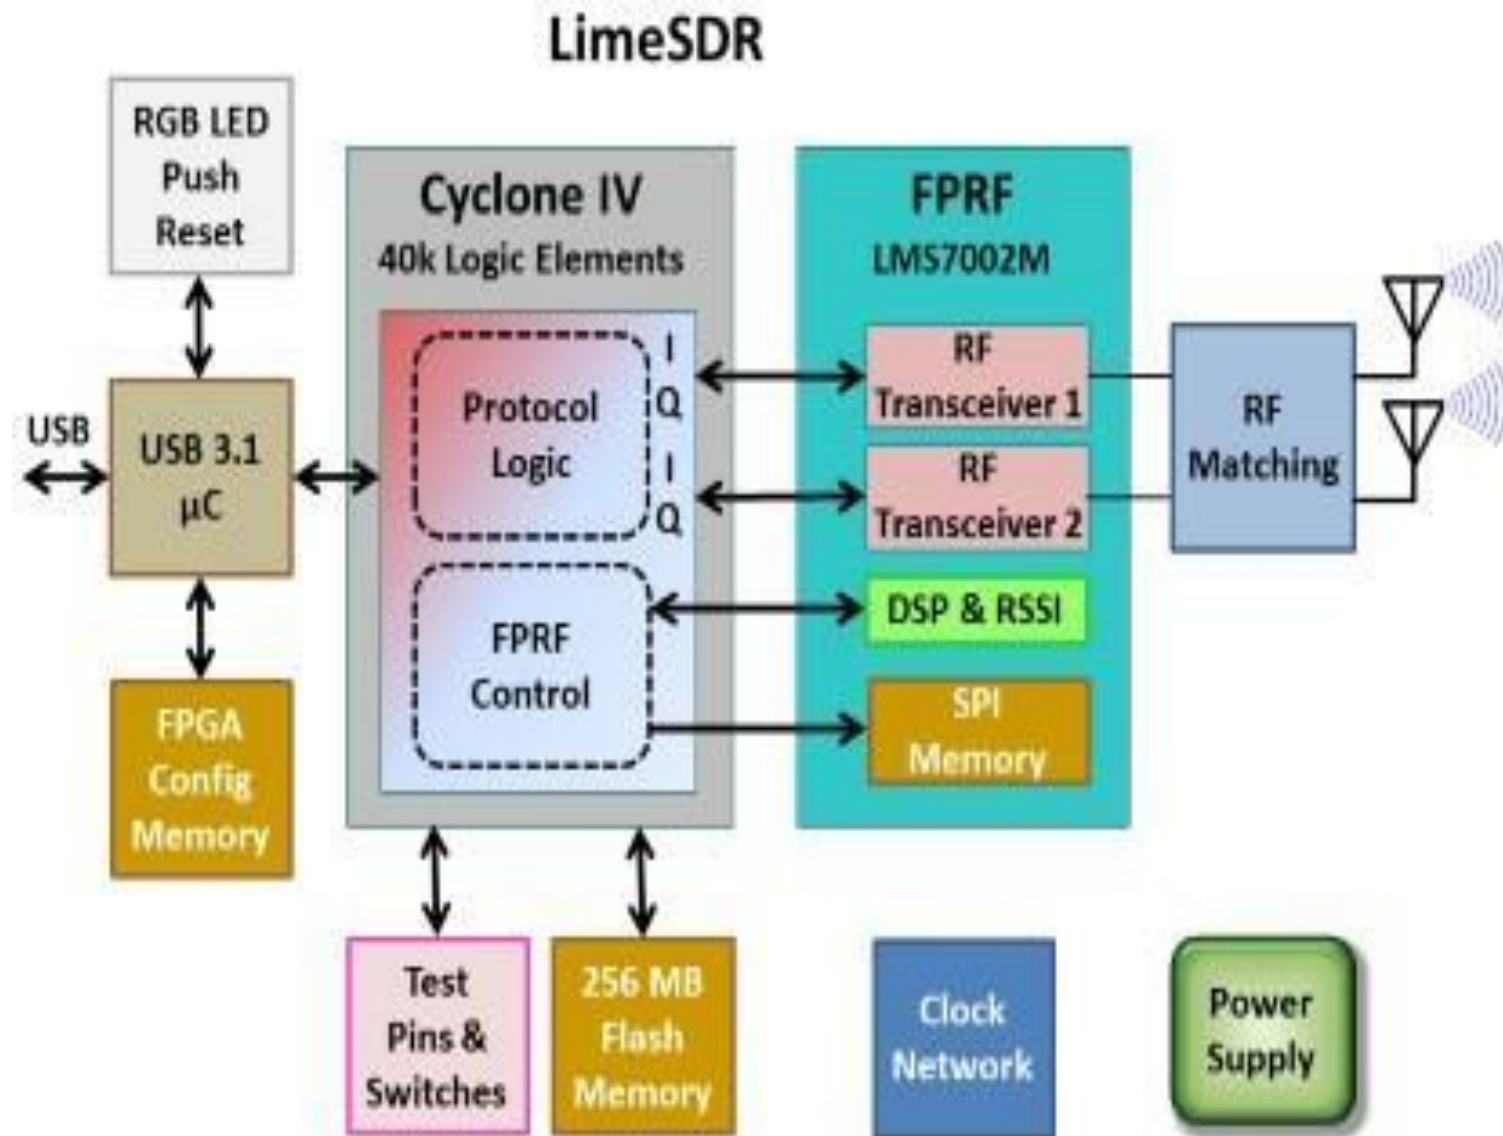 LimeSDR
RGB LED
Push
Reset
USB
USB 3.1
µC
FPGA
Config
Memory
Cyclone IV
40k Logic Elements
Protocol
Logic
I
Q
I
Q
FPRF
Control
FPRF
LMS7002M
RF
Transceiver 1
RF
Transceiver 2
DSP & RSSI
SPI
Memory
RF
Matching
Test
Pins &
Switches
256 MB
Flash
Memory
Clock
Network
Power
Supply